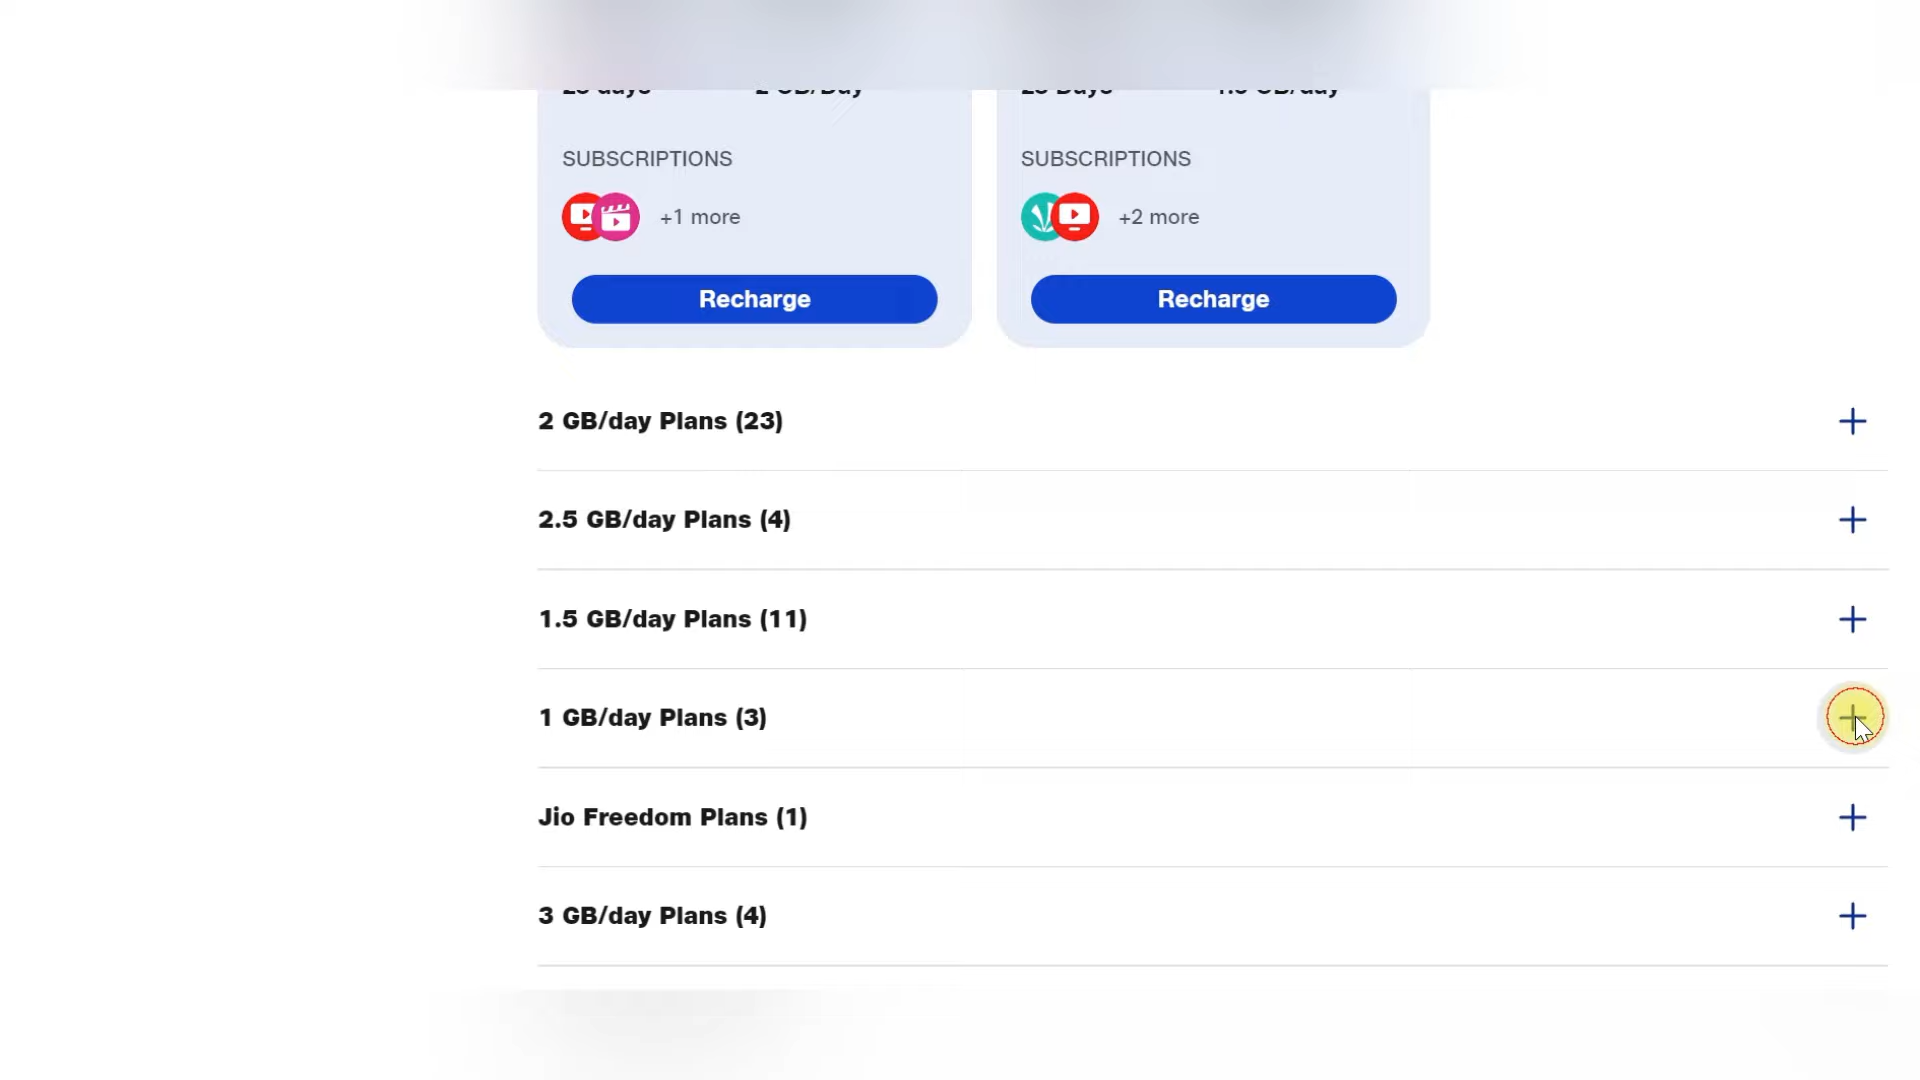 SUBSCRIPTIONS
+1 more
Recharge
SUBSCRIPTIONS
+2 more
Recharge
2 GB/day Plans (23)
2.5 GB/day Plans (4)
1.5 GB/day Plans (11)
1 GB/day Plans (3)
Jio Freedom Plans (1)
3 GB/day Plans (4)